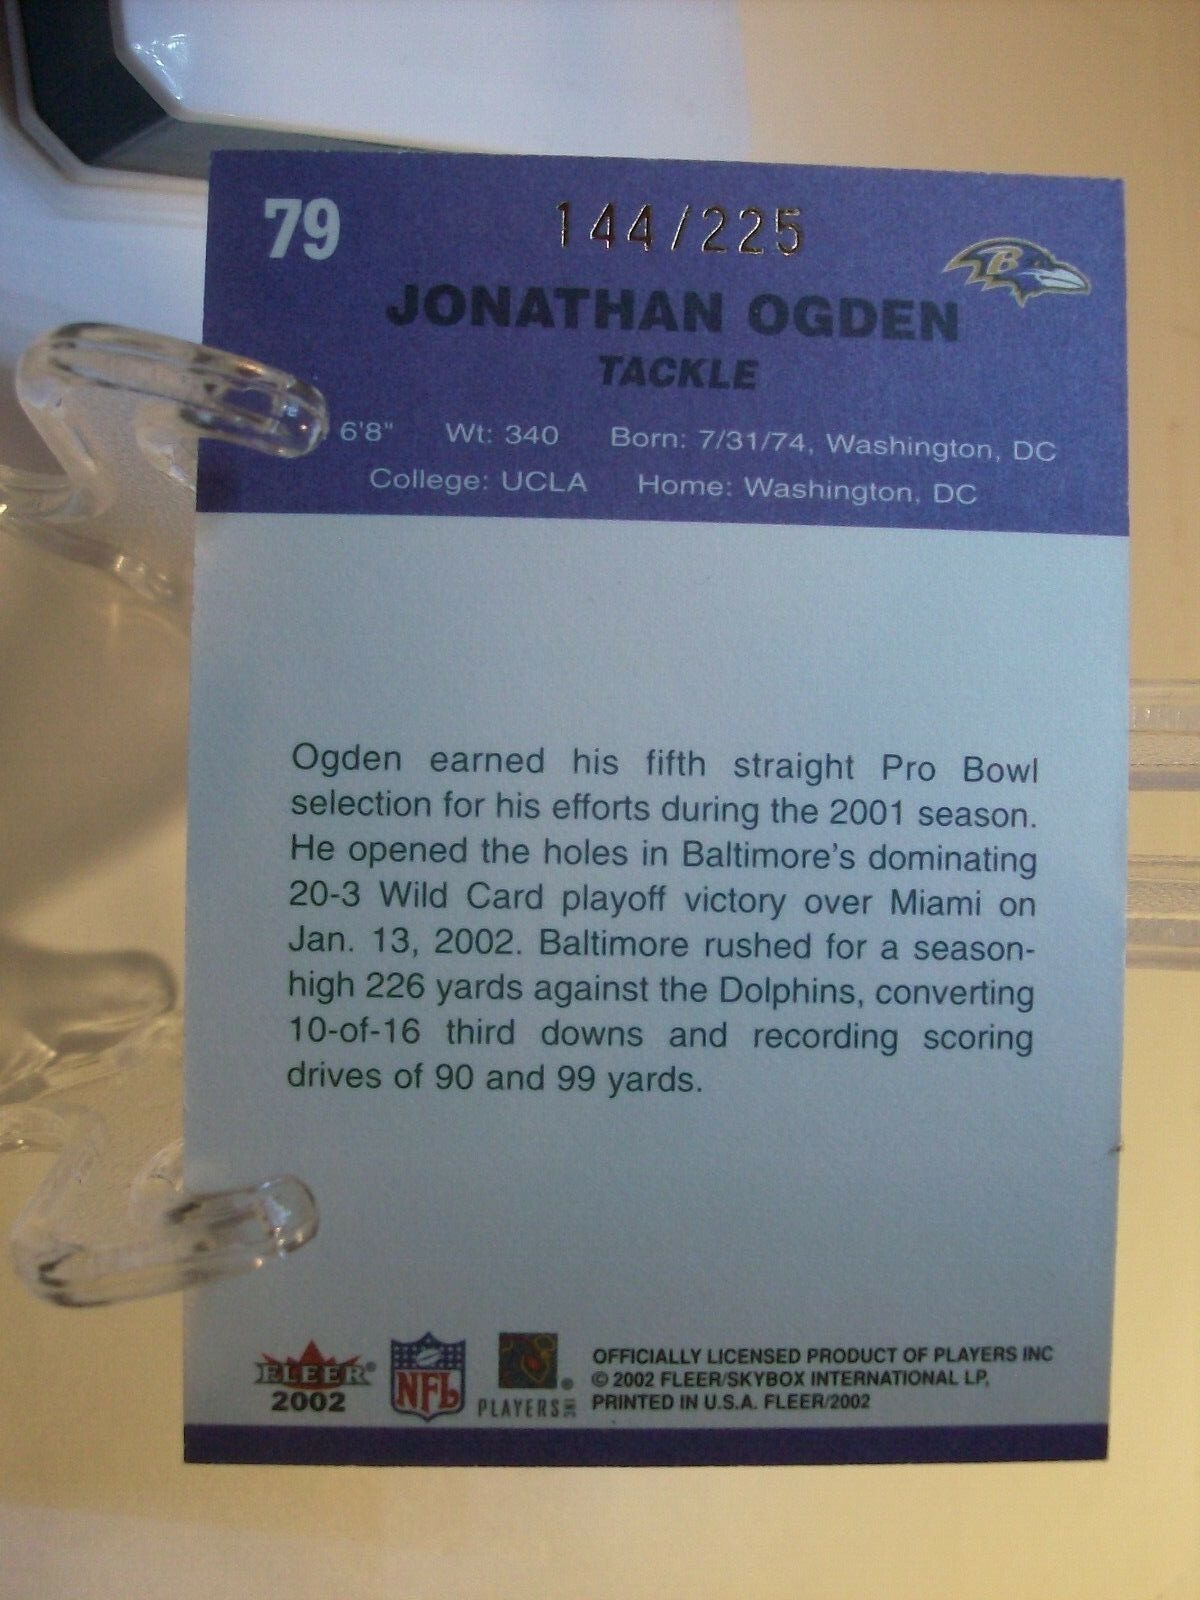 79
144/225
B
JONATHAN OGDEN
TACKLE
6'8" Wt: 340 Born: 7/31/74, Washington, DC
College: UCLA Home: Washington, DC
Ogden earned his fifth straight Pro Bowl
selection for his efforts during the 2001 season.
He opened the holes in Baltimore's dominating
20-3 Wild Card playoff victory over Miami on
Jan. 13, 2002. Baltimore rushed for a season-
high 226 yards against the Dolphins, converting
10-of-16 third downs and recording scoring
drives of 90 and 99 yards.
FLEER®
2002
NFL
PLAYERS INC
OFFICIALLY LICENSED PRODUCT OF PLAYERS INC
© 2002 FLEER/SKYBOX INTERNATIONAL LP,
PRINTED IN U.S.A. FLEER/2002